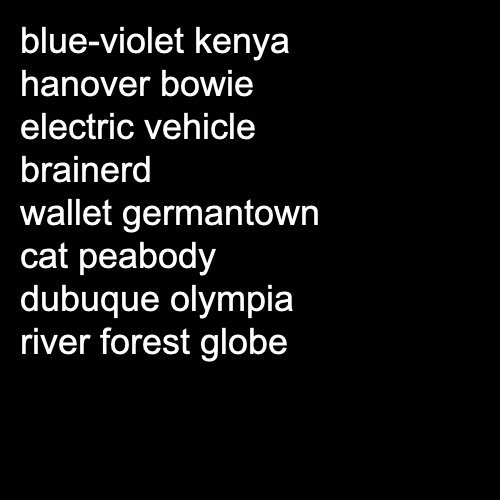 blue-violet kenya
hanover bowie
electric vehicle
brainerd
wallet germantown
cat peabody
dubuque olympia
river forest globe